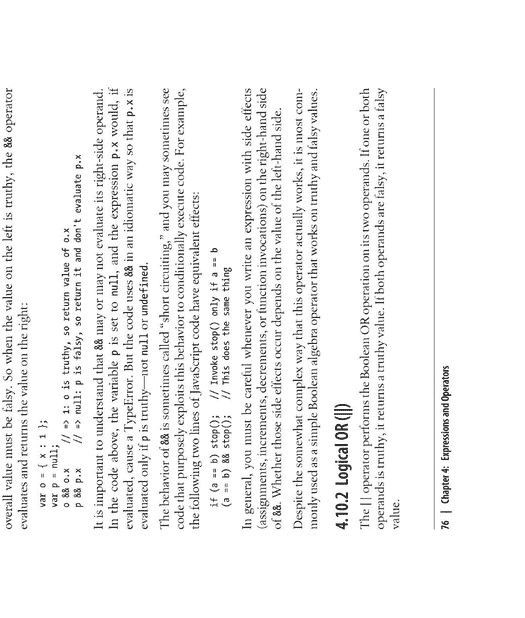 overall value must be falsy. So when the value on the left is truthy, the && operator
evaluates and returns the value on the right:
var o = { x : 1 };
var p = null;
o && o.x // => 1: o is truthy, so return value of o.x
p && p.x // => null: p is falsy, so return it and don't evaluate p.x
It is important to understand that && may or may not evaluate its right-side operand.
In the code above, the variable p is set to null, and the expression p.x would, if
evaluated, cause a TypeError. But the code uses && in an idiomatic way so that p.x is
evaluated only if p is truthy—not null or undefined.
The behavior of && is sometimes called “short circuiting,” and you may sometimes see
code that purposely exploits this behavior to conditionally execute code. For example,
the following two lines of JavaScript code have equivalent effects:
if (a == b) stop(); // Invoke stop() only if a == b
(a == b) && stop(); // This does the same thing
In general, you must be careful whenever you write an expression with side effects
(assignments, increments, decrements, or function invocations) on the right-hand side
of &&. Whether those side effects occur depends on the value of the left-hand side.
Despite the somewhat complex way that this operator actually works, it is most com-
monly used as a simple Boolean algebra operator that works on truthy and falsy values.
4.10.2 Logical OR (||)
The || operator performs the Boolean OR operation on its two operands. If one or both
operands is truthy, it returns a truthy value. If both operands are falsy, it returns a falsy
value.
76 | Chapter 4: Expressions and Operators